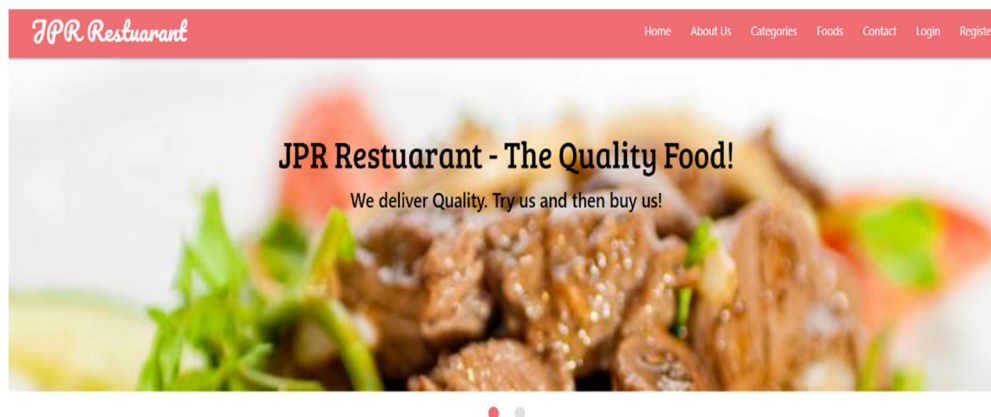 JPR Restuarant
Home About Us Categories Foods Contact Login Registe
JPR Restuarant - The Quality Food!
We deliver Quality. Try us and then buy us!